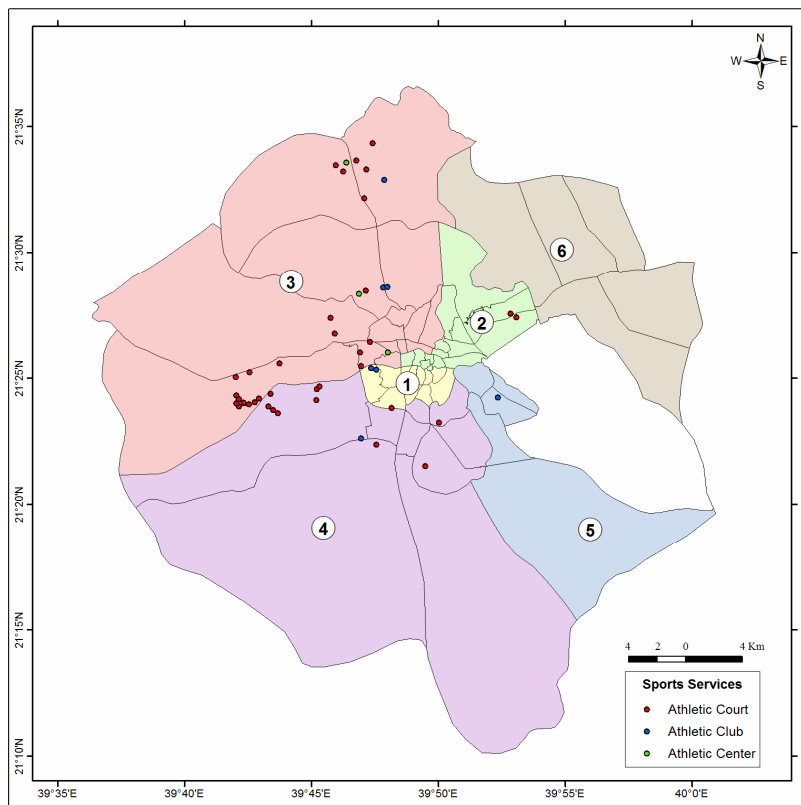 N
W E
S
21°35'N
21°30'N
21°25'N
21°20'N
21°15'N
21°10'N
6
3
2
1
4
5
4 2 0 4 Km
Sports Services
Athletic Court
Athletic Club
Athletic Center
39°35'E 39°40'E 39°45'E 39°50'E 39°55'E 40°0'E